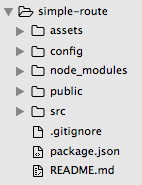 simple-route
assets
config
node_modules
public
src
.gitignore
package.json
README.md